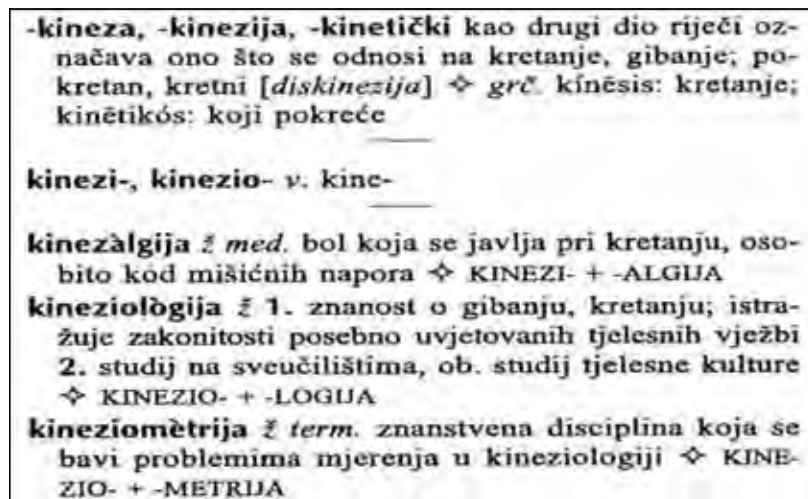 -kineza, -kinezija, -kinetički kao drugi dio riječi oz-
načava ono što se odnosi na kretanje, gibanje; po-
kretan, kretni [diskinezija] ✧ grč. kínēsis: kretanje;
kinētikós: koji pokreće
kinezi-, kinezio- v. kine-
kinezàlgija ž med. bol koja se javlja pri kretanju, oso-
bito kod mišićnih napora ✧ KINEZI- + -ALGIJA
kineziològija ž 1. znanost o gibanju, kretanju; istra-
žuje zakonitosti posebno uvjetovanih tjelesnih vježbi
2. studij na sveučilištima, ob. studij tjelesne kulture
✧ KINEZIO- + -LOGIJA
kineziomètrija ž term. znanstvena disciplina koja se
bavi problemima mjerenja u kineziologiji ✧ KINE-
ZIO- + -METRIJA